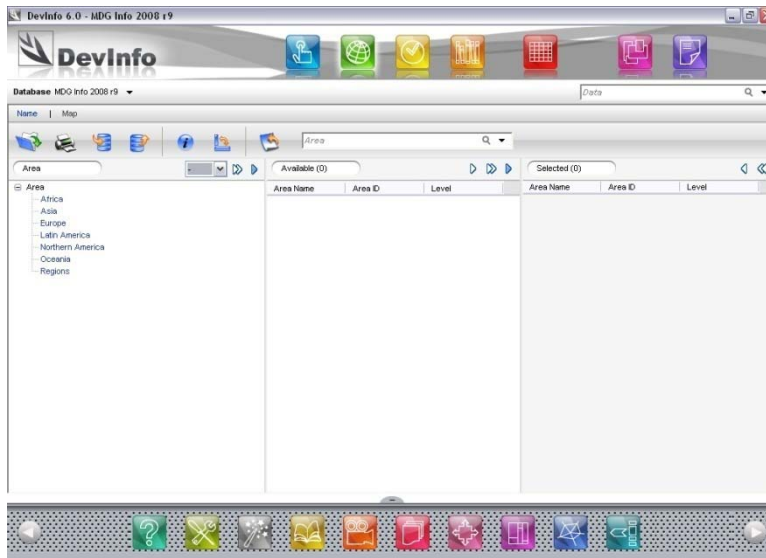 DevInfo 6.0 - MDG Info 2008 r9
DevInfo
Database MDG Info 2008 r9
Data
Name | Map
Area
Area
Available (0)
Selected (0)
Area Name Area ID Level
Area Name Area ID Level
Area
Africa
Asia
Europe
Latin America
Northern America
Oceania
Regions